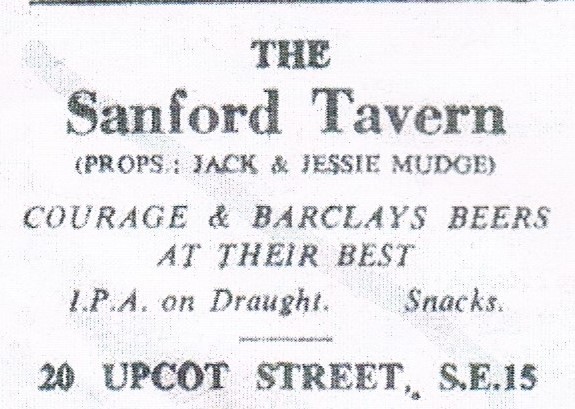 THE
Sanford Tavern
(PROPS.: JACK & JESSIE MUDGE)
COURAGE & BARCLAYS BEERS
AT THEIR BEST
I.P.A. on Draught. Snacks.
20 UPCOT STREET, S.E.15